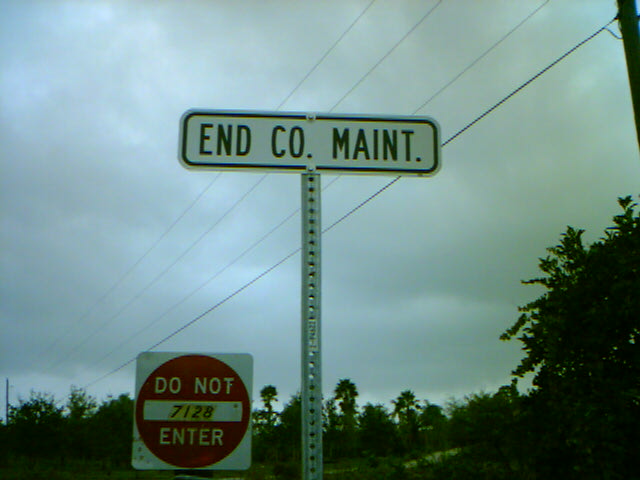 END CO. MAINT.
DO NOT
7128
ENTER